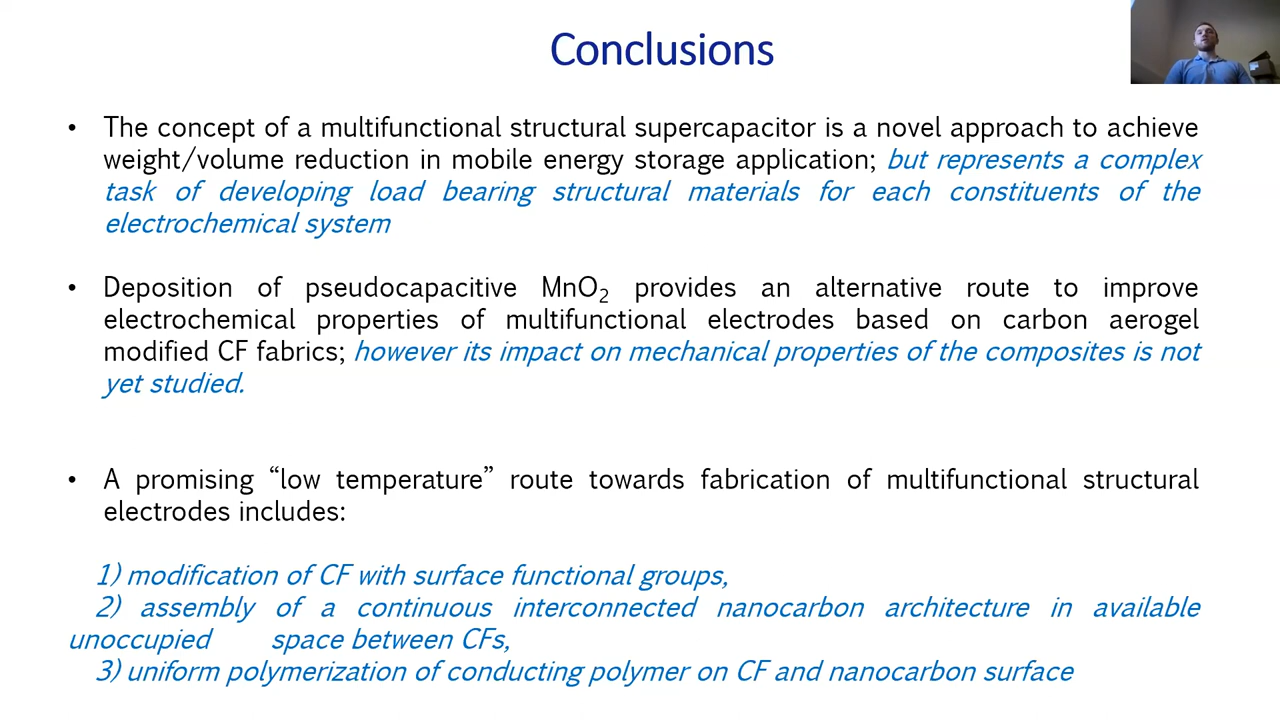 Conclusions
• The concept of a multifunctional structural supercapacitor is a novel approach to achieve
weight/volume reduction in mobile energy storage application; but represents a complex
task of developing load bearing structural materials for each constituents of the
electrochemical system
• Deposition of pseudocapacitive MnO₂ provides an alternative route to improve
electrochemical properties of multifunctional electrodes based on carbon aerogel
modified CF fabrics; however its impact on mechanical properties of the composites is not
yet studied.
• A promising “low temperature” route towards fabrication of multifunctional structural
electrodes includes:
1) modification of CF with surface functional groups,
2) assembly of a continuous interconnected nanocarbon architecture in available
unoccupied space between CFs,
3) uniform polymerization of conducting polymer on CF and nanocarbon surface